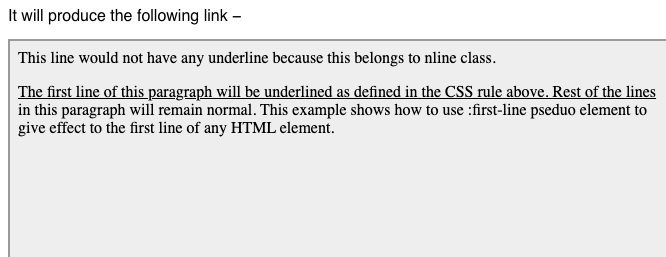 It will produce the following link –
This line would not have any underline because this belongs to nline class.
The first line of this paragraph will be underlined as defined in the CSS rule above. Rest of the lines
in this paragraph will remain normal. This example shows how to use :first-line pseduo element to
give effect to the first line of any HTML element.